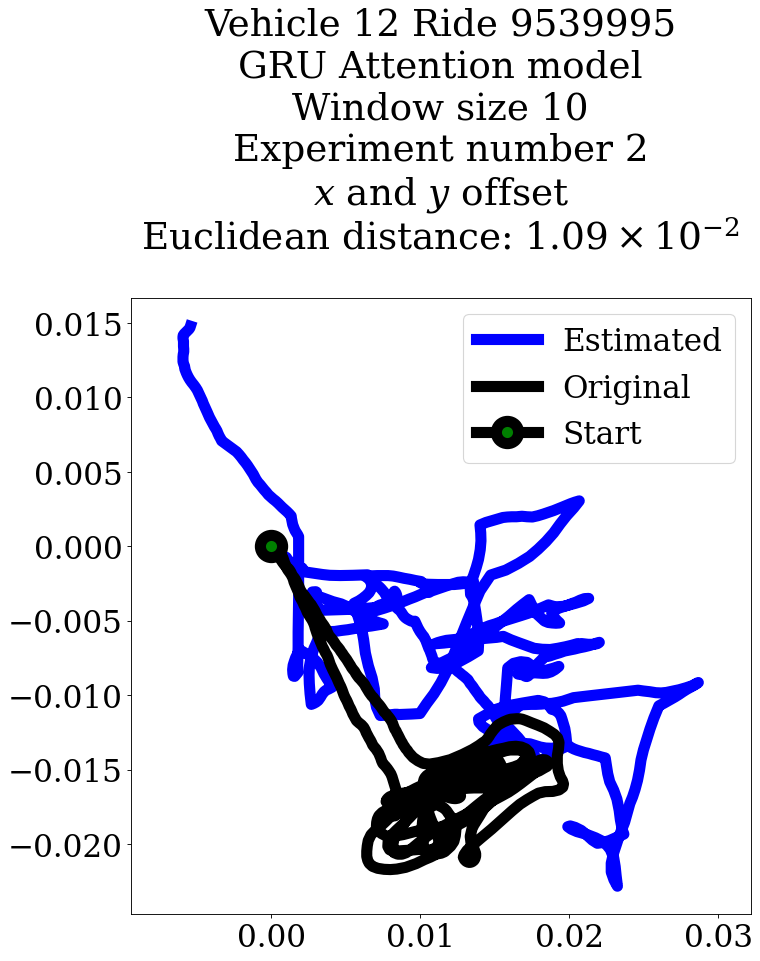 Vehicle 12 Ride 9539995
GRU Attention model
Window size 10
Experiment number 2
x and y offset
Euclidean distance: 1.09 × 10⁻²
Estimated
Original
Start
0.015
0.010
0.005
0.000
−0.005
−0.010
−0.015
−0.020
0.00 0.01 0.02 0.03